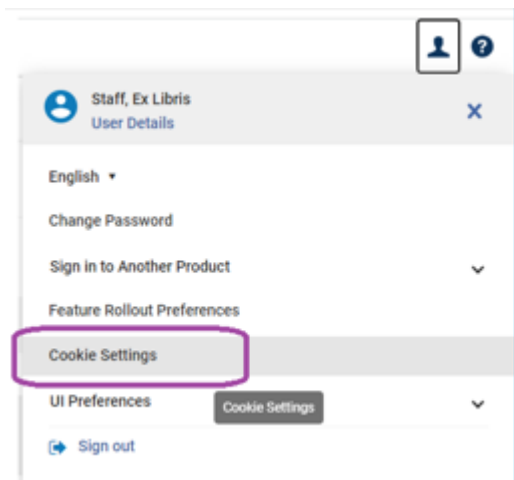 ?
Staff, Ex Libris
User Details
English
Change Password
Sign in to Another Product
Feature Rollout Preferences
Cookie Settings
UI Preferences
Cookie Settings
Sign out